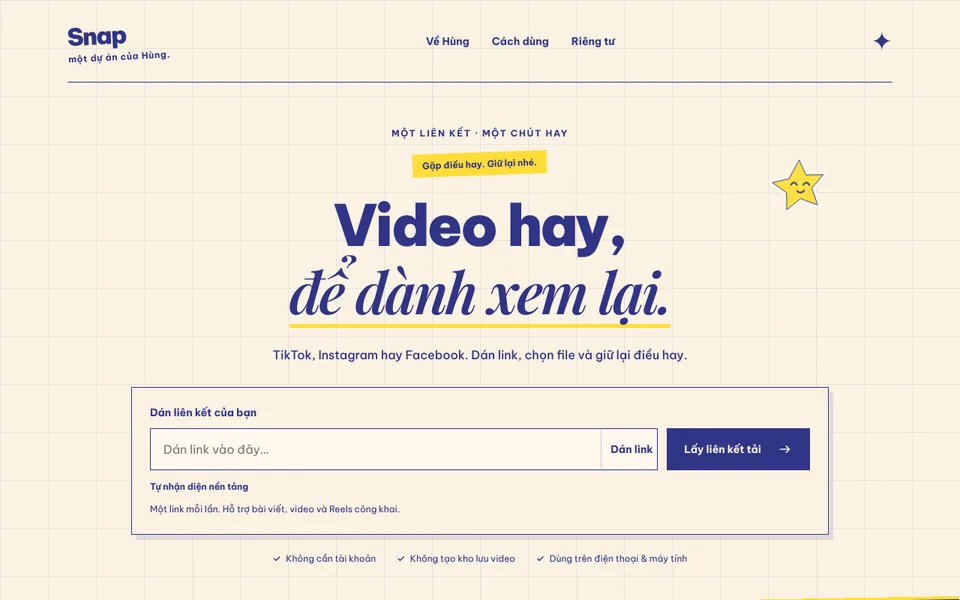 Snap
một dự án của Hùng.
Về Hùng
Cách dùng
Riêng tư
MỘT LIÊN KẾT · MỘT CHÚT HAY
Gặp điều hay. Giữ lại nhé.
Video hay,
để dành xem lại.
TikTok, Instagram hay Facebook. Dán link, chọn file và giữ lại điều hay.
Dán liên kết của bạn
Dán link vào đây...
Dán link
Lấy liên kết tải →
Tự nhận diện nền tảng
Một link mỗi lần. Hỗ trợ bài viết, video và Reels công khai.
✓ Không cần tài khoản
✓ Không tạo kho lưu video
✓ Dùng trên điện thoại & máy tính